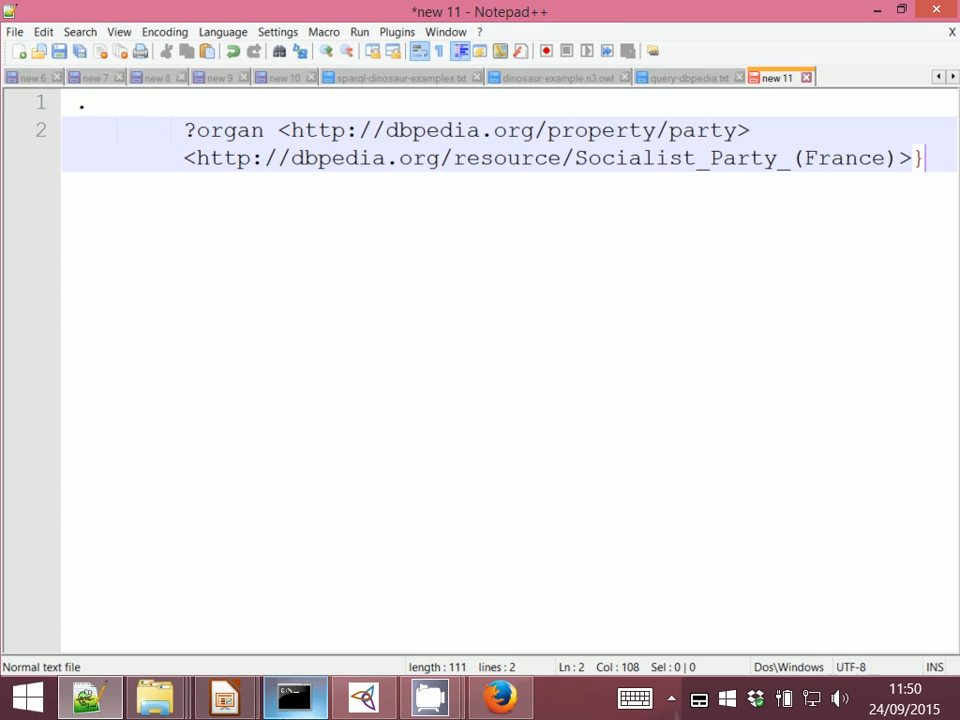 *new 11 - Notepad++
File Edit Search View Encoding Language Settings Macro Run Plugins Window ? X
new 6 new 7 new 8 new 9 new 10 sparql-dinosaur-examples.txt dinosaur-example.n3.owl query-dbpedia.txt new 11
1 .
2 ?organ <http://dbpedia.org/property/party>
<http://dbpedia.org/resource/Socialist_Party_(France)>}
Normal text file length : 111 lines : 2 Ln : 2 Col : 108 Sel : 0 | 0 Dos\Windows UTF-8 INS
11:50
24/09/2015